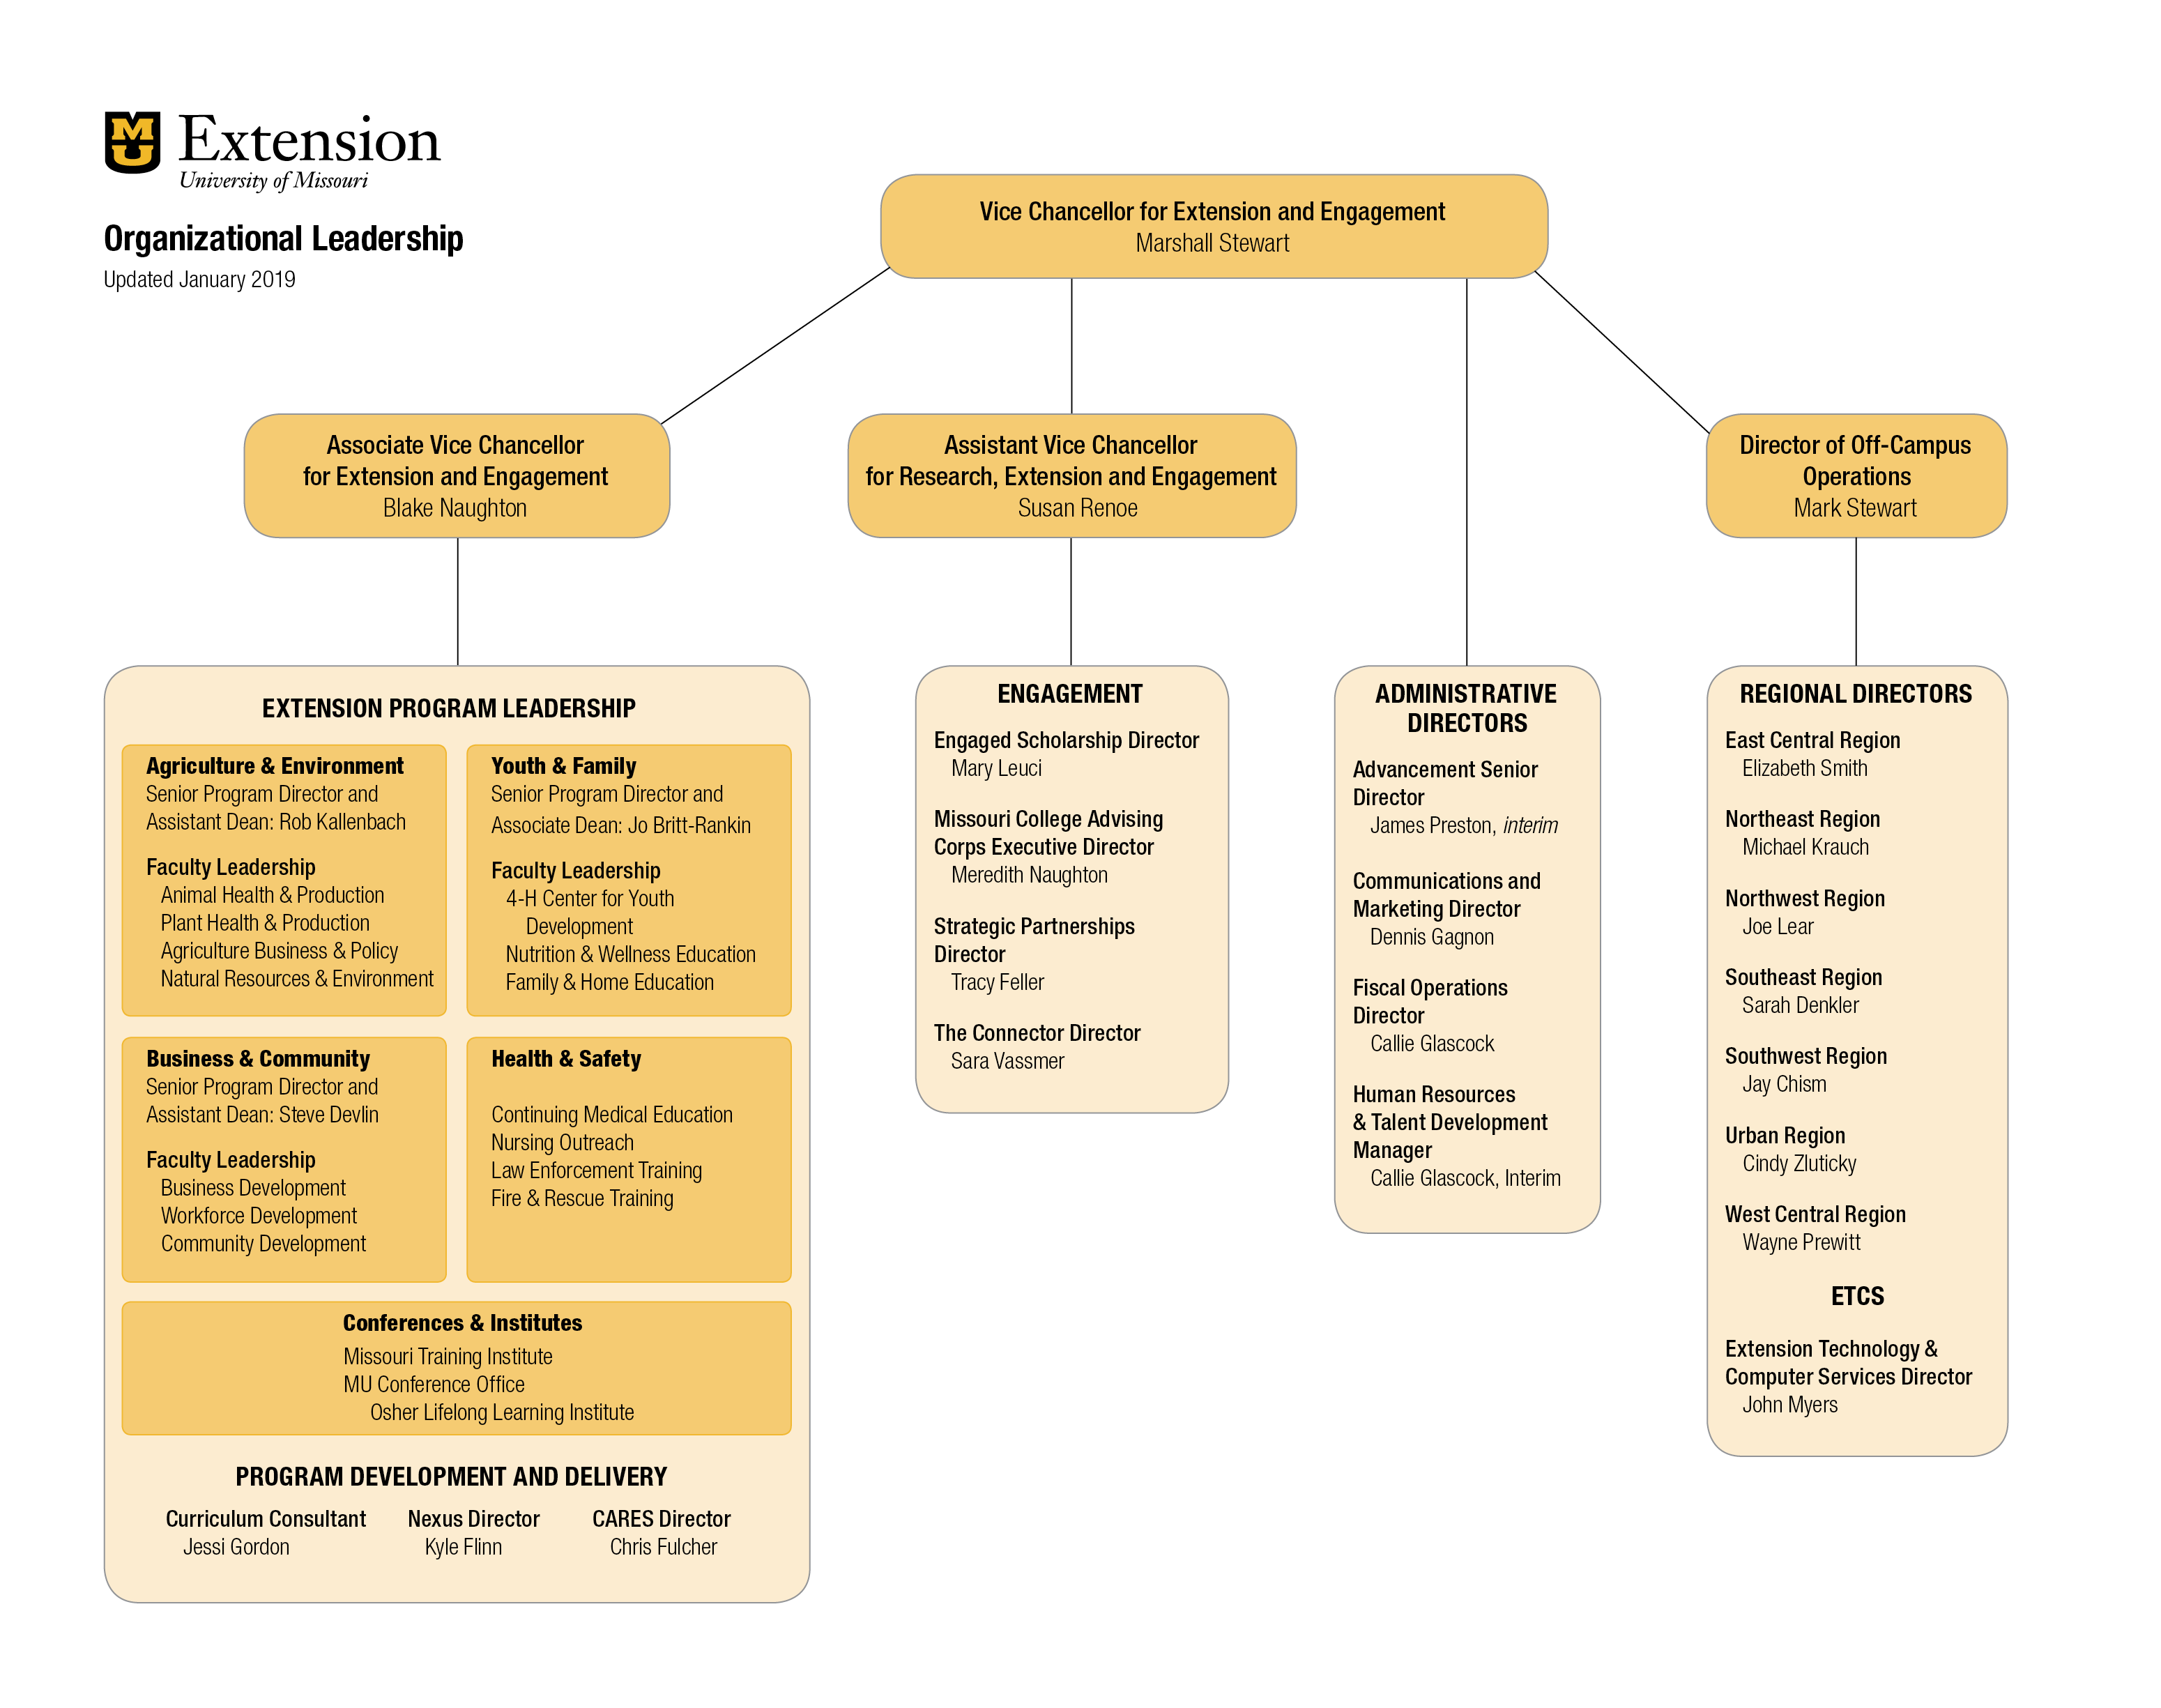 MU
Extension
University of Missouri
Organizational Leadership
Updated January 2019
Vice Chancellor for Extension and Engagement
Marshall Stewart
Associate Vice Chancellor
for Extension and Engagement
Blake Naughton
Assistant Vice Chancellor
for Research, Extension and Engagement
Susan Renoe
Director of Off-Campus
Operations
Mark Stewart
EXTENSION PROGRAM LEADERSHIP
Agriculture & Environment
Senior Program Director and
Assistant Dean: Rob Kallenbach
Faculty Leadership
Animal Health & Production
Plant Health & Production
Agriculture Business & Policy
Natural Resources & Environment
Youth & Family
Senior Program Director and
Associate Dean: Jo Britt-Rankin
Faculty Leadership
4-H Center for Youth
Development
Nutrition & Wellness Education
Family & Home Education
Business & Community
Senior Program Director and
Assistant Dean: Steve Devlin
Faculty Leadership
Business Development
Workforce Development
Community Development
Health & Safety
Continuing Medical Education
Nursing Outreach
Law Enforcement Training
Fire & Rescue Training
Conferences & Institutes
Missouri Training Institute
MU Conference Office
Osher Lifelong Learning Institute
PROGRAM DEVELOPMENT AND DELIVERY
Curriculum Consultant
Jessi Gordon
Nexus Director
Kyle Flinn
CARES Director
Chris Fulcher
ENGAGEMENT
Engaged Scholarship Director
Mary Leuci
Missouri College Advising
Corps Executive Director
Meredith Naughton
Strategic Partnerships
Director
Tracy Feller
The Connector Director
Sara Vassmer
ADMINISTRATIVE
DIRECTORS
Advancement Senior
Director
James Preston, interim
Communications and
Marketing Director
Dennis Gagnon
Fiscal Operations
Director
Callie Glascock
Human Resources
& Talent Development
Manager
Callie Glascock, Interim
REGIONAL DIRECTORS
East Central Region
Elizabeth Smith
Northeast Region
Michael Krauch
Northwest Region
Joe Lear
Southeast Region
Sarah Denkler
Southwest Region
Jay Chism
Urban Region
Cindy Zluticky
West Central Region
Wayne Prewitt
ETCS
Extension Technology &
Computer Services Director
John Myers